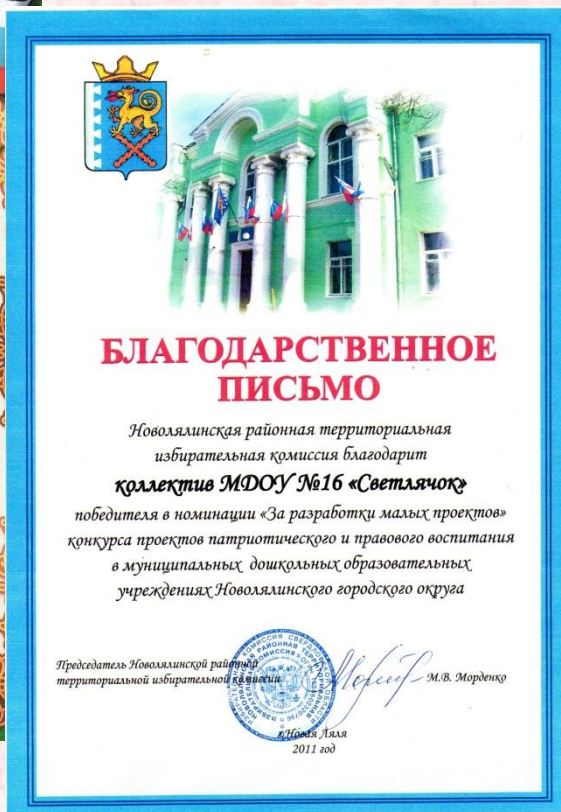 БЛАГОДАРСТВЕННОЕ
ПИСЬМО
Новолялинская районная территориальная
избирательная комиссия благодарит
коллектив МДОУ №16 «Светлячок»
победителя в номинации «За разработки малых проектов»
конкурса проектов патриотического и правового воспитания
в муниципальных дошкольных образовательных
учреждениях Новолялинского городского округа
Председатель Новолялинской районной
территориальной избирательной комиссии
М.В. Морденко
г.Новая Ляля
2011 год